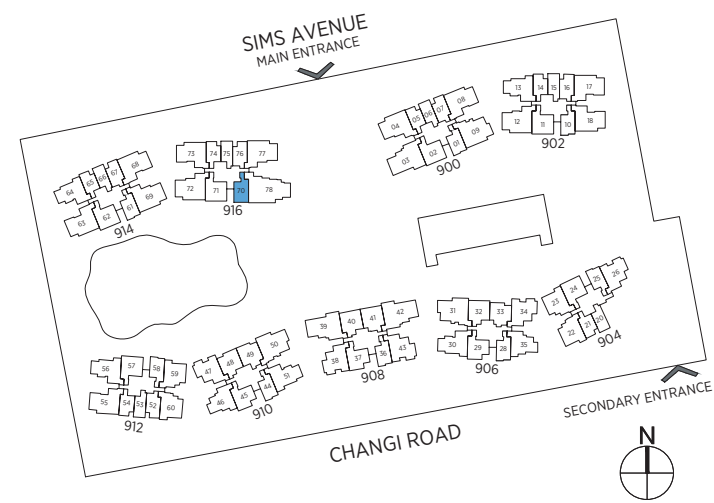 SIMS AVENUE
MAIN ENTRANCE
13 14 15 16 17
12 11 10 18
902
04 05 06 07 08
03 02 01 09
900
73 74 75 76 77
72 71 70 78
916
64 65 66 67 68
63 62 61 69
914
23 24 25 26
22 21 20
904
31 32 33 34
30 29 28 35
906
39 40 41 42
38 37 36 43
908
47 48 49 50
46 45 44 51
910
56 57 58 59
55 54 53 52 60
912
SECONDARY ENTRANCE
CHANGI ROAD
N